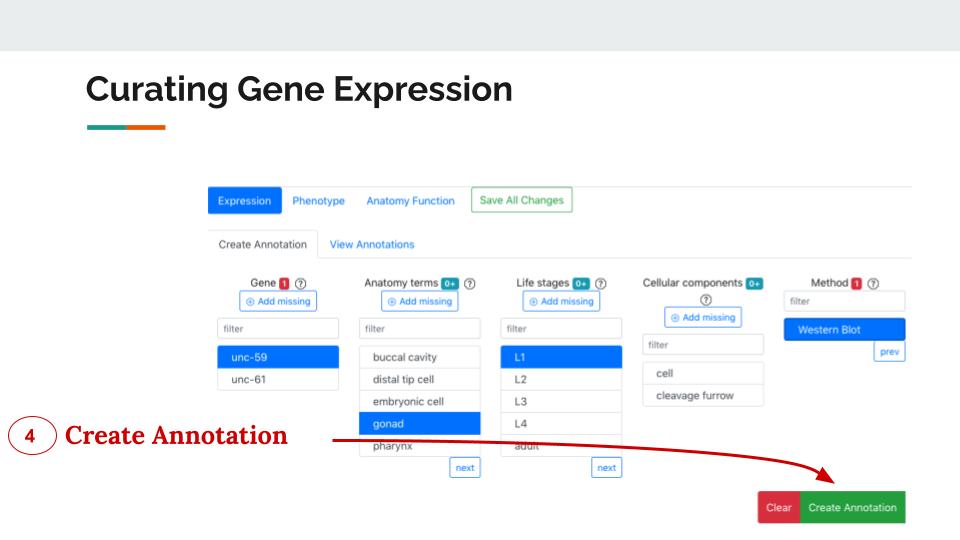 Curating Gene Expression
Expression Phenotype Anatomy Function Save All Changes
Create Annotation View Annotations
Gene 1 ?
Add missing
filter
unc-59
unc-61
Anatomy terms 0+ ?
Add missing
filter
buccal cavity
distal tip cell
embryonic cell
gonad
pharynx
next
Life stages 0+ ?
Add missing
filter
L1
L2
L3
L4
adult
next
Cellular components 0+
?
Add missing
filter
cell
cleavage furrow
Method 1 ?
filter
Western Blot
prev
4 Create Annotation
Clear Create Annotation